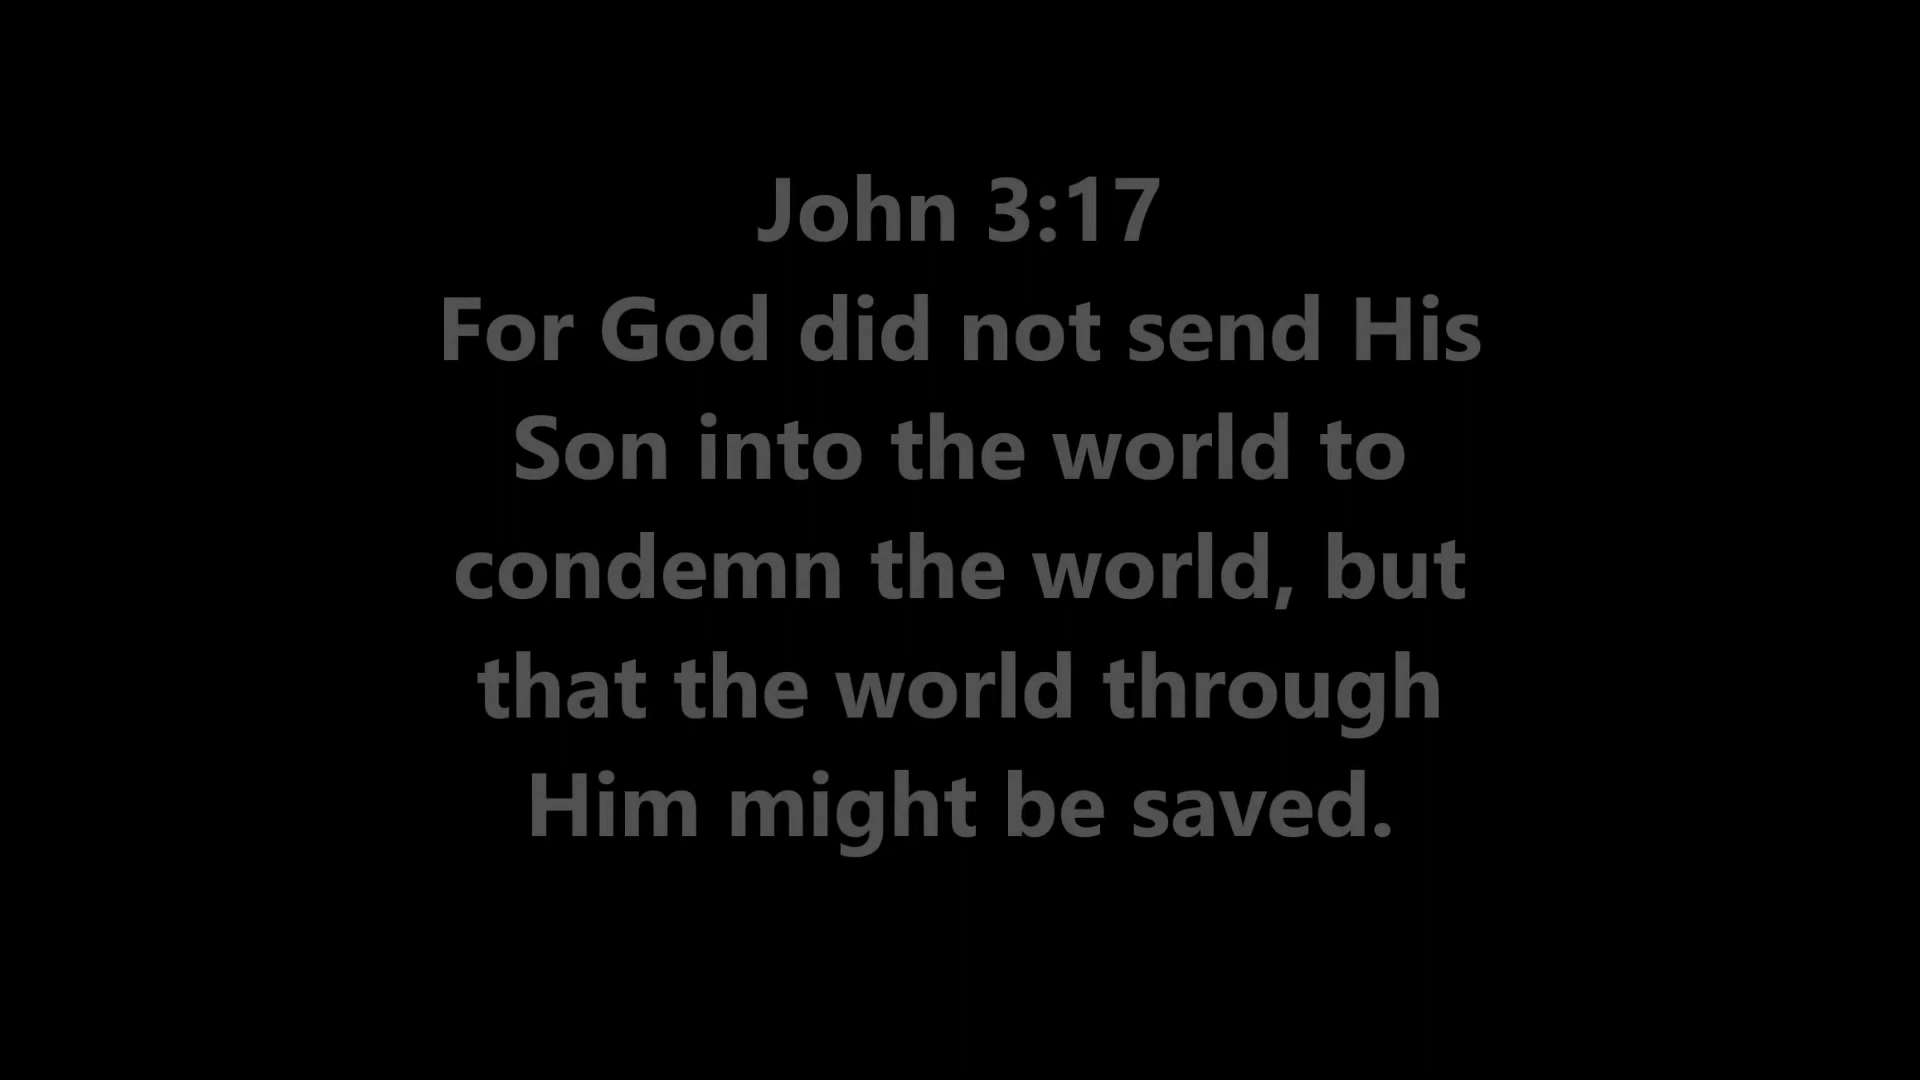 John 3:17
For God did not send His
Son into the world to
condemn the world, but
that the world through
Him might be saved.